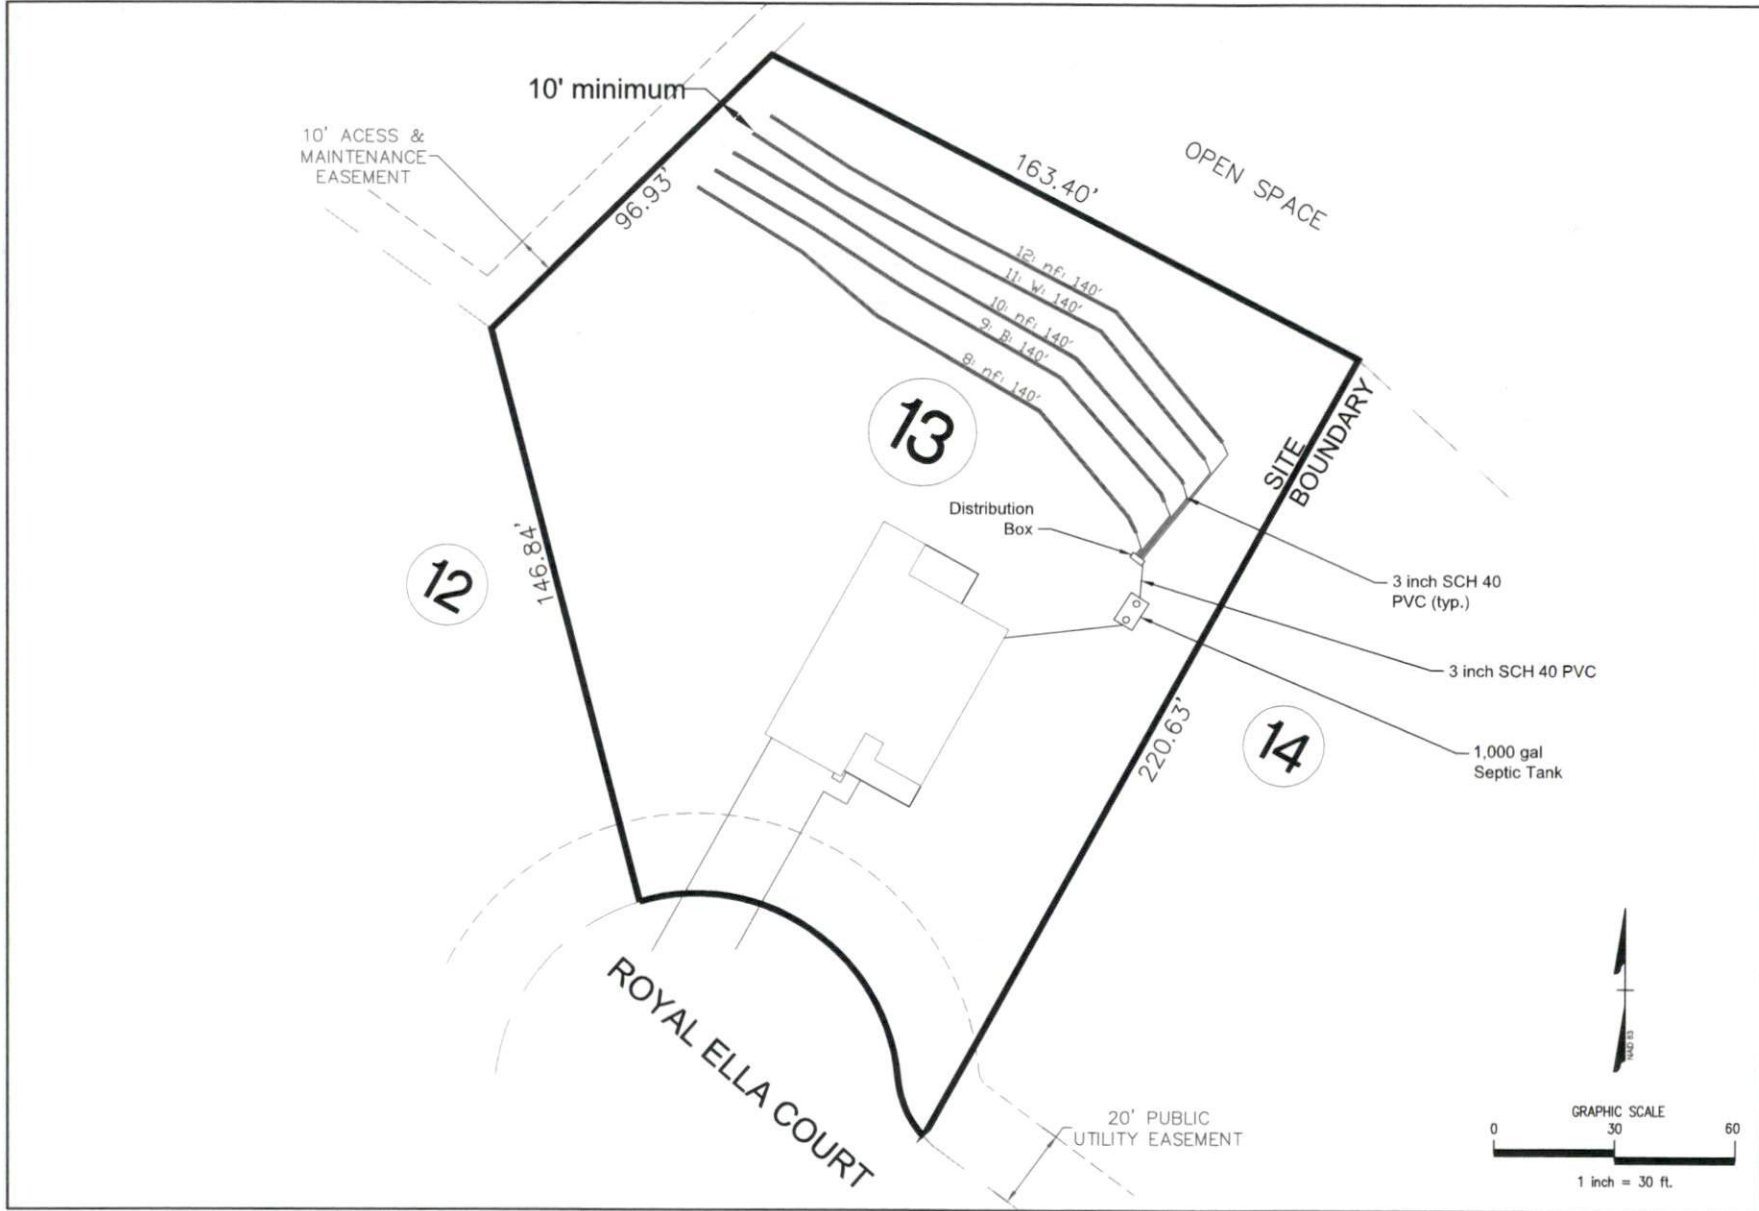 10' minimum
10' ACESS &
MAINTENANCE
EASEMENT
96.93'
163.40'
OPEN SPACE
12: nf: 140'
11: W: 140'
10: nf: 140'
9: B: 140'
8: nf: 140'
13
SITE
BOUNDARY
Distribution
Box
12
146.84'
3 inch SCH 40
PVC (typ.)
3 inch SCH 40 PVC
220.63'
14
1,000 gal
Septic Tank
ROYAL ELLA COURT
20' PUBLIC
UTILITY EASEMENT
NAD 83
GRAPHIC SCALE
0 30 60
1 inch = 30 ft.